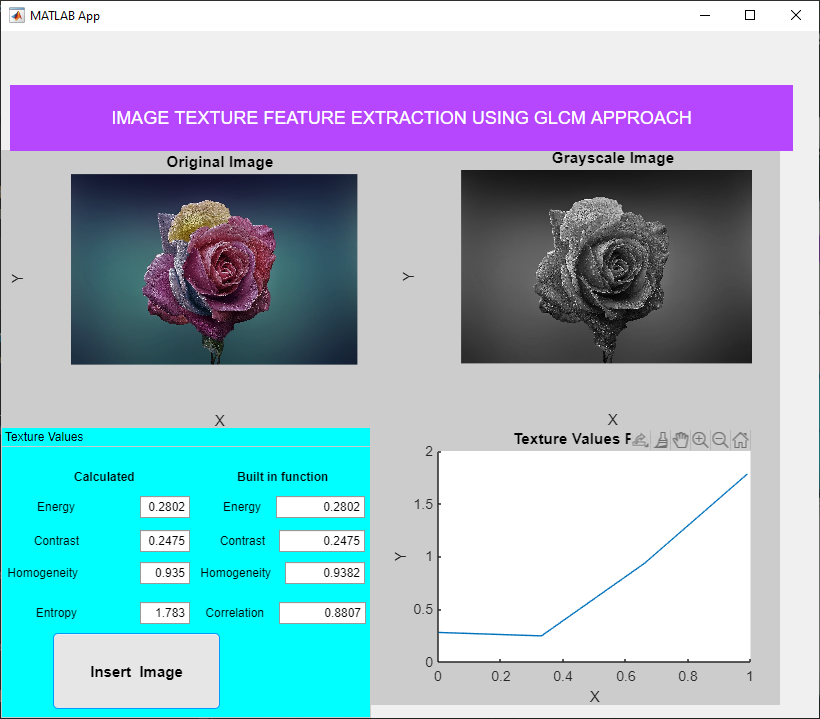 MATLAB App
IMAGE TEXTURE FEATURE EXTRACTION USING GLCM APPROACH
Original Image
Y
X
Grayscale Image
Y
X
Texture Values
Calculated Built in function
Energy 0.2802 Energy 0.2802
Contrast 0.2475 Contrast 0.2475
Homogeneity 0.935 Homogeneity 0.9382
Entropy 1.783 Correlation 0.8807
Insert Image
Texture Values
2
1.5
1
0.5
0
Y
0 0.2 0.4 0.6 0.8 1
X